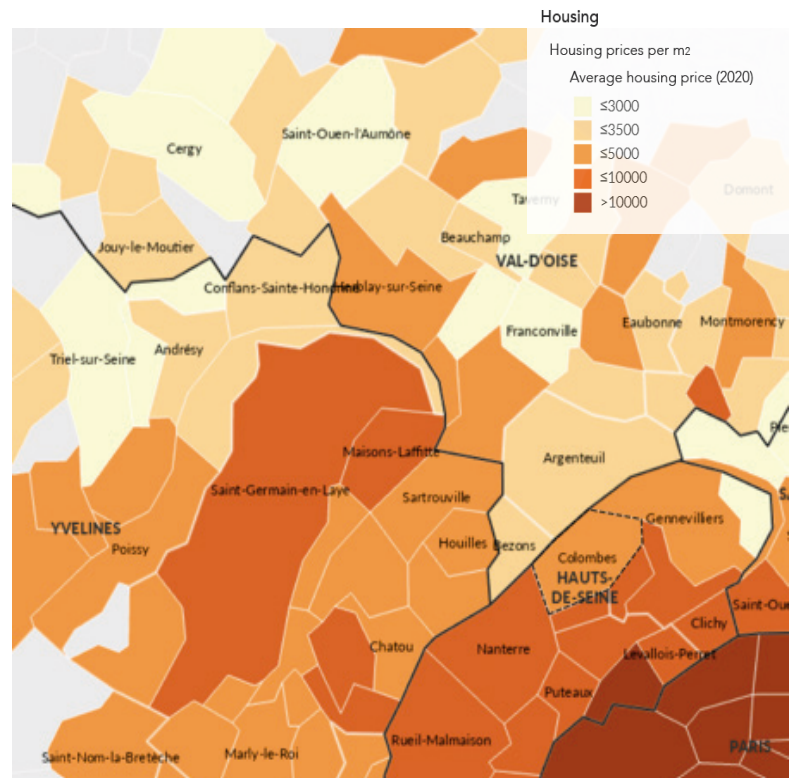 Housing
Housing prices per m2
Average housing price (2020)
≤3000
≤3500
≤5000
≤10000
>10000
Cergy
Saint-Ouen-l'Aumône
Domont
Taverny
Jouy-le-Moutier
Beauchamp
VAL-D'OISE
Conflans-Sainte-Honorine
Herblay-sur-Seine
Franconville
Eaubonne
Montmorency
Triel-sur-Seine
Andrésy
Pie
Maisons-Laffitte
Argenteuil
Saint-Germain-en-Laye
Sartrouville
S
YVELINES
Poissy
Houilles
Bezons
Gennevilliers
Colombes
HAUTS-
DE-SEINE
Saint-Oue
Clichy
Chatou
Nanterre
Levallois-Perret
Puteaux
Rueil-Malmaison
PARIS
Saint-Nom-la-Bretèche
Marly-le-Roi